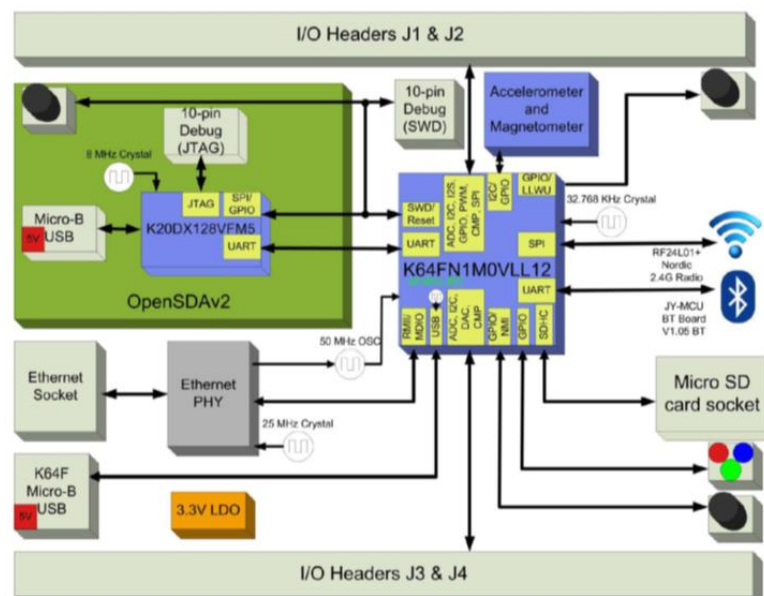 I/O Headers J1 & J2
10-pin
Debug
(JTAG)
10-pin
Debug
(SWD)
Accelerometer
and
Magnetometer
8 MHz Crystal
JTAG
SPI/
GPIO
Micro-B
USB
5V
K20DX128VFM5
UART
OpenSDAv2
SWD/
Reset
ADC, I2C, I2S,
GPIO, PWM,
CMP, SPI
I2C/
GPIO
GPIO/
LLWU
32.768 KHz Crystal
UART
SPI
K64FN1M0VLL12
UART
RF24L01+
Nordic
2.4G Radio
JY-MCU
BT Board
V1.05 BT
RMII/
MDIO
USB
ADC, I2C,
DAC,
CMP
GPIO/
NMI
GPIO
SDHC
50 MHz OSC
Ethernet
Socket
Ethernet
PHY
25 MHz Crystal
Micro SD
card socket
K64F
Micro-B
USB
5V
3.3V LDO
I/O Headers J3 & J4